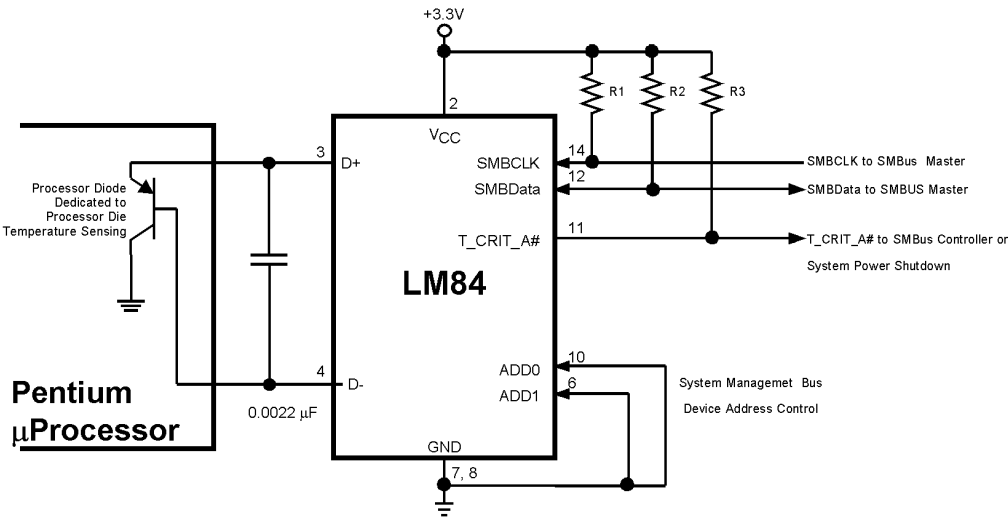 +3.3V
R1
R2
R3
2
VCC
3
D+
SMBCLK
14
SMBCLK to SMBus Master
SMBData
12
SMBData to SMBUS Master
Processor Diode
Dedicated to
Processor Die
Temperature Sensing
T_CRIT_A#
11
T_CRIT_A# to SMBus Controller or
System Power Shutdown
LM84
ADD0
10
ADD1
6
System Managemet Bus
Device Address Control
4
D-
0.0022 µF
Pentium
µProcessor
GND
7, 8